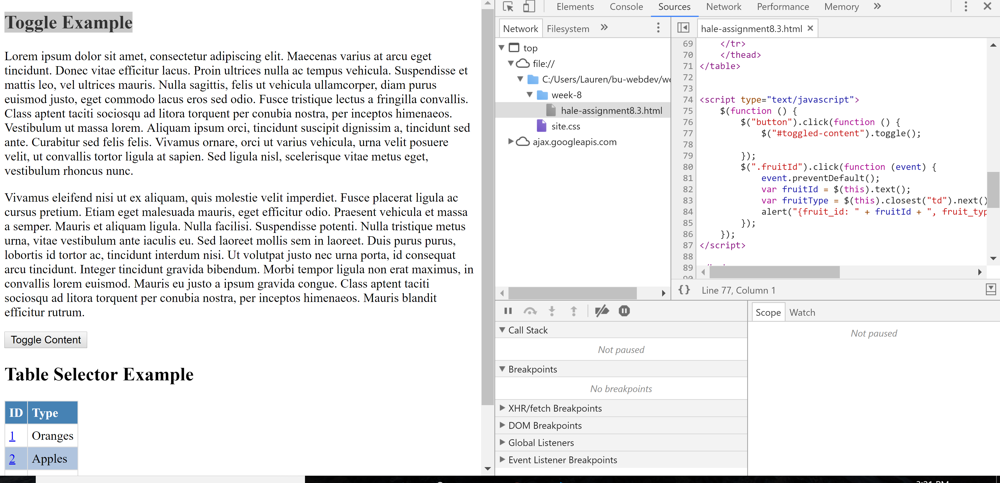 Toggle Example
Lorem ipsum dolor sit amet, consectetur adipiscing elit. Maecenas varius at arcu eget
tincidunt. Donec vitae efficitur lacus. Proin ultrices nulla ac tempus vehicula. Suspendisse et
mattis leo, vel ultrices mauris. Nulla sagittis, felis ut vehicula ullamcorper, diam purus
euismod justo, eget commodo lacus eros sed odio. Fusce tristique lectus a fringilla convallis.
Class aptent taciti sociosqu ad litora torquent per conubia nostra, per inceptos himenaeos.
Vestibulum ut massa lorem. Aliquam ipsum orci, tincidunt suscipit dignissim a, tincidunt sed
ante. Curabitur sed felis felis. Vivamus ornare, orci ut varius vehicula, urna velit posuere
velit, ut convallis tortor ligula at sapien. Sed ligula nisl, scelerisque vitae metus eget,
vestibulum rhoncus nunc.
Vivamus eleifend nisi ut ex aliquam, quis molestie velit imperdiet. Fusce placerat ligula ac
cursus pretium. Etiam eget malesuada mauris, eget efficitur odio. Praesent vehicula et massa
a semper. Mauris et aliquam ligula. Nulla facilisi. Suspendisse potenti. Nulla tristique metus
urna, vitae vestibulum ante iaculis eu. Sed laoreet mollis sem in laoreet. Duis purus purus,
lobortis id tortor ac, tincidunt interdum nisi. Ut volutpat justo nec urna porta, id consequat
arcu tincidunt. Integer tincidunt gravida bibendum. Morbi tempor ligula non erat maximus, in
convallis lorem euismod. Mauris eu justo a ipsum gravida congue. Class aptent taciti
sociosqu ad litora torquent per conubia nostra, per inceptos himenaeos. Mauris blandit
efficitur rutrum.
Toggle Content
Table Selector Example
ID Type
1 Oranges
2 Apples
Elements Console Sources Network Performance Memory »
Network Filesystem »
top
file://
C:/Users/Lauren/bu-webdev/we
week-8
hale-assignment8.3.html
site.css
ajax.googleapis.com
hale-assignment8.3.html ×
69 </tr>
70 </thead>
71 </table>
72
73
74 <script type="text/javascript">
75 $(function () {
76 $("button").click(function () {
77 $("#toggled-content").toggle();
78
79 });
80 $(".fruitId").click(function (event) {
81 event.preventDefault();
82 var fruitId = $(this).text();
83 var fruitType = $(this).closest("td").next()
84 alert("{fruit_id: " + fruitId + ", fruit_typ
85 });
86 });
87 </script>
88
89
90
{} Line 77, Column 1
Call Stack
Not paused
Breakpoints
No breakpoints
XHR/fetch Breakpoints
DOM Breakpoints
Global Listeners
Event Listener Breakpoints
Scope Watch
Not paused